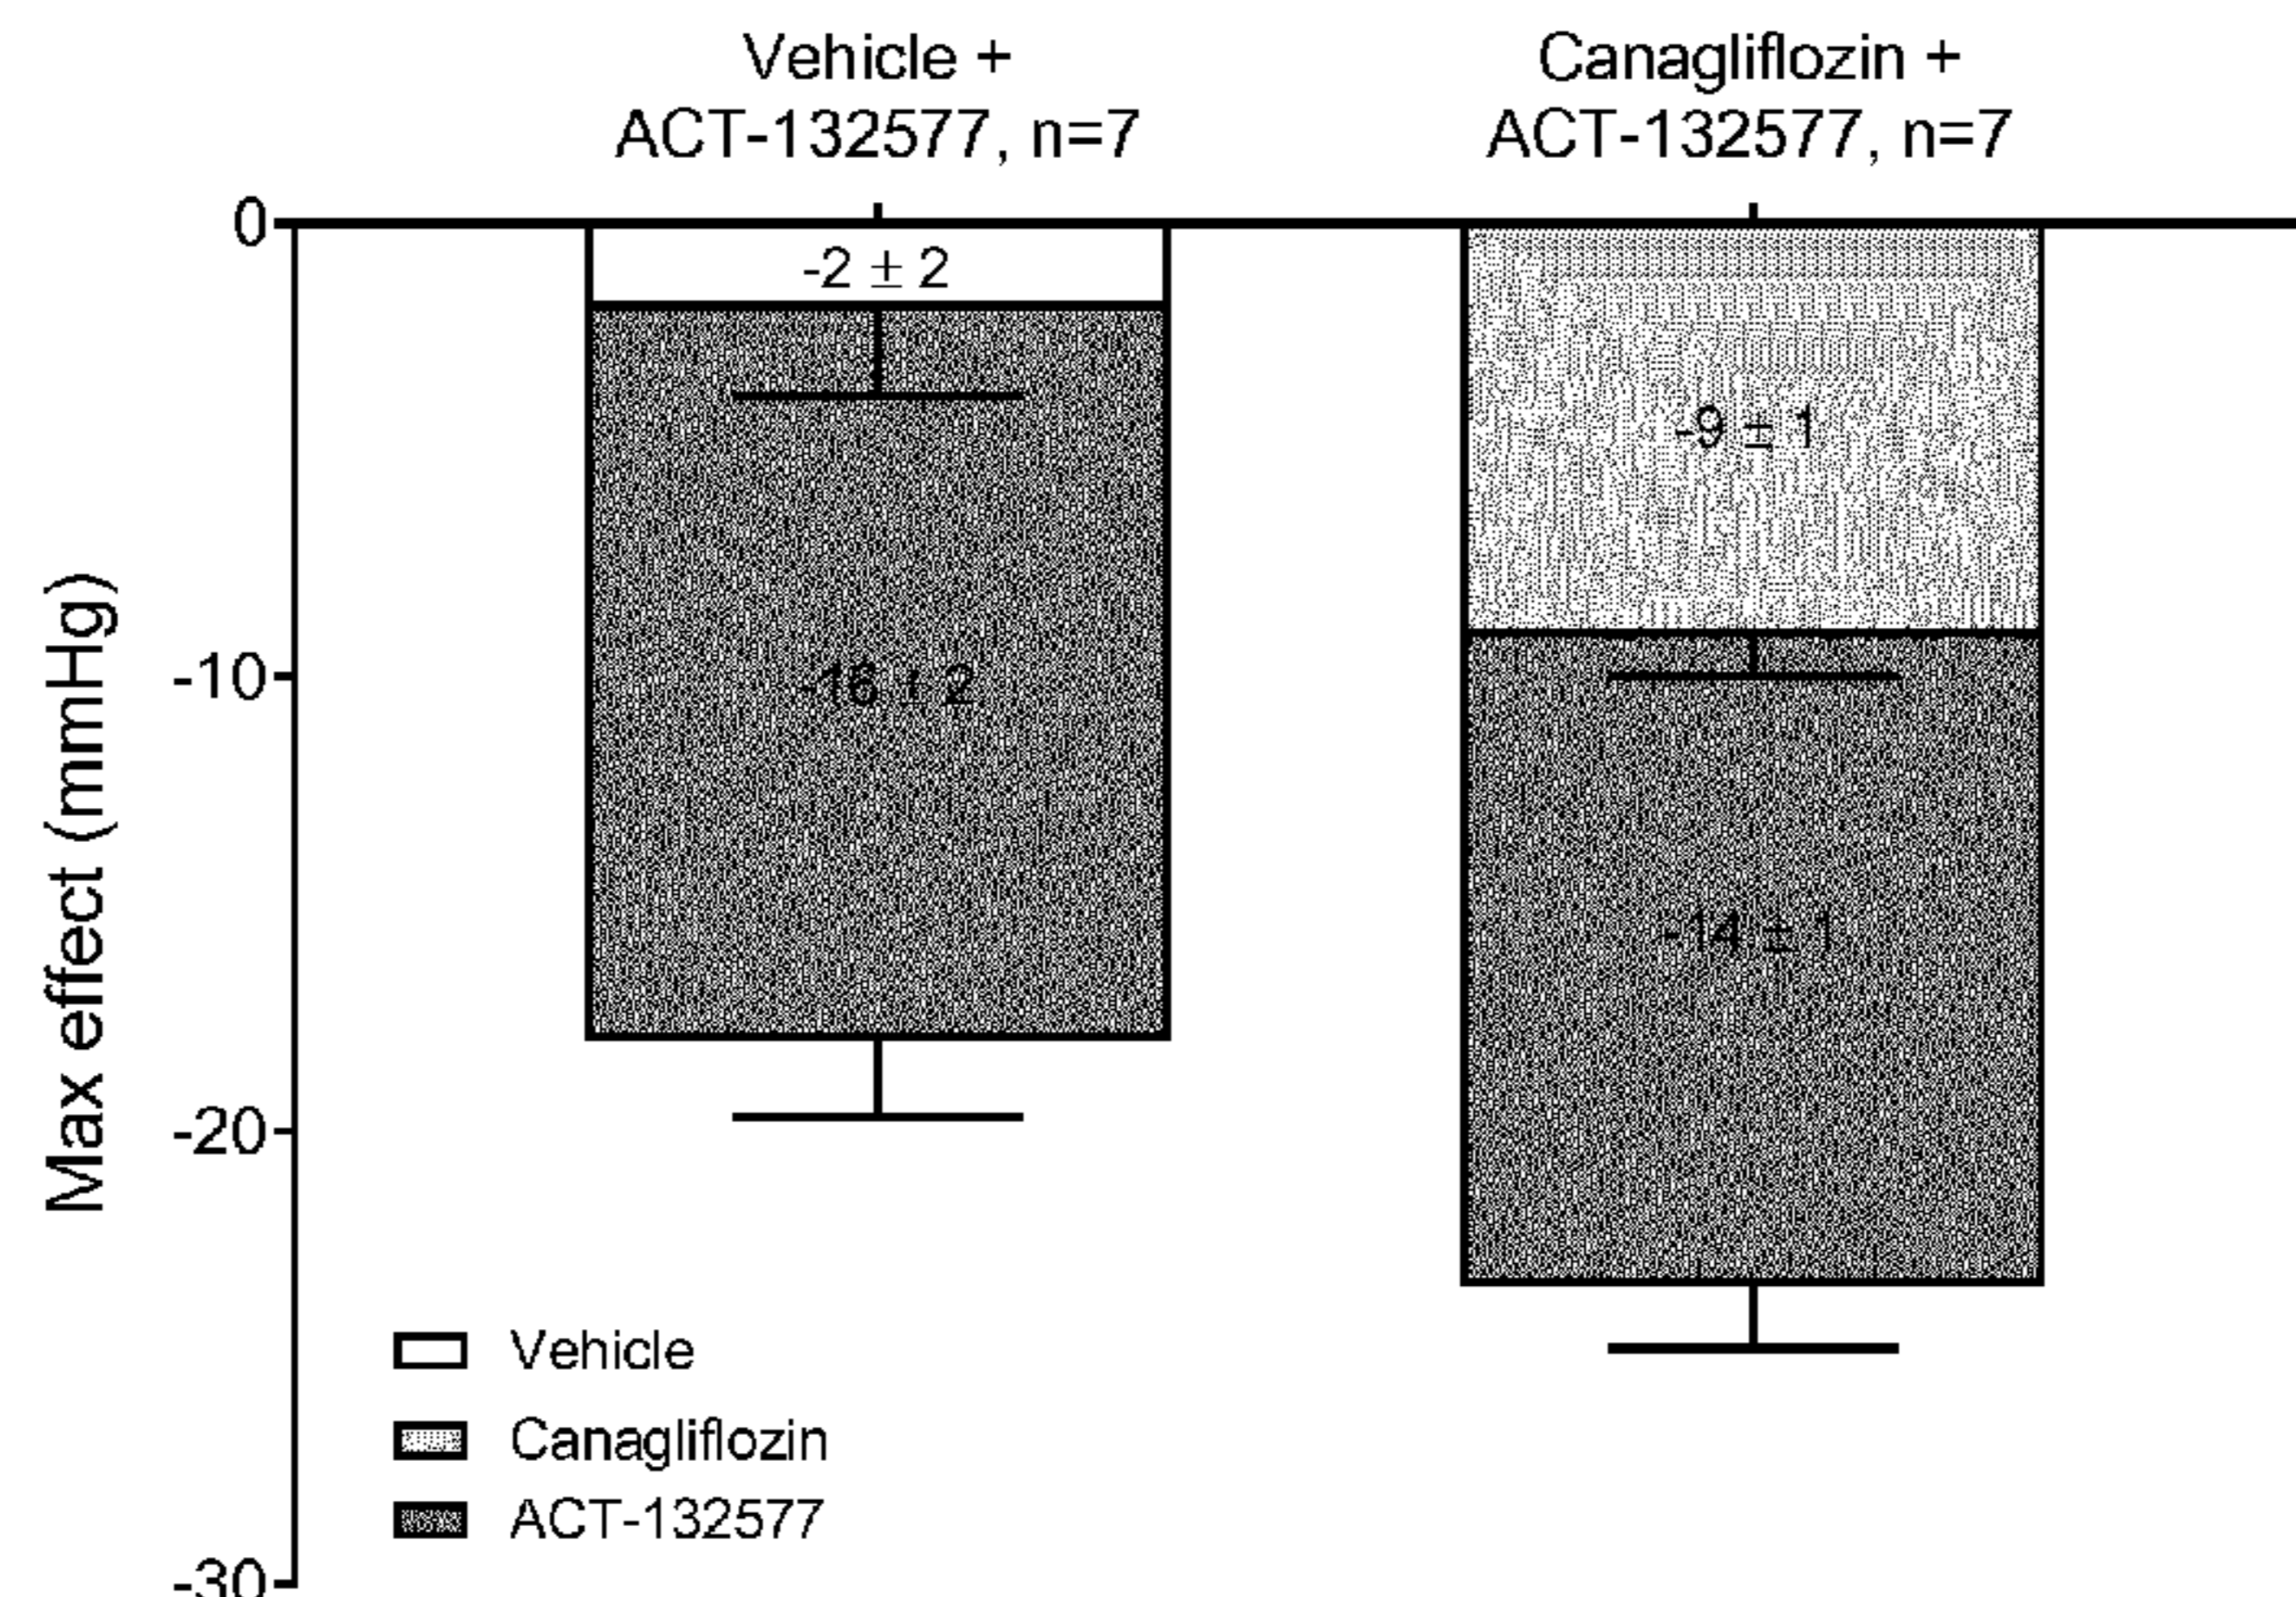 Vehicle +
ACT-132577, n=7
Canagliflozin +
ACT-132577, n=7
0
-2 ± 2
-9 ± 1
-10
-16 ± 2
-14 ± 1
-20
-30
Max effect (mmHg)
Vehicle
Canagliflozin
ACT-132577